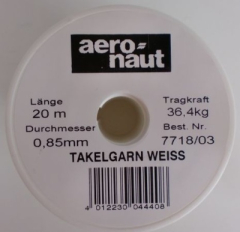 aero-
naut
Länge
20 m
Durchmesser
0,85mm
Tragkraft
36,4kg
Best. Nr.
7718/03
TAKELGARN WEISS
4 012230 044408